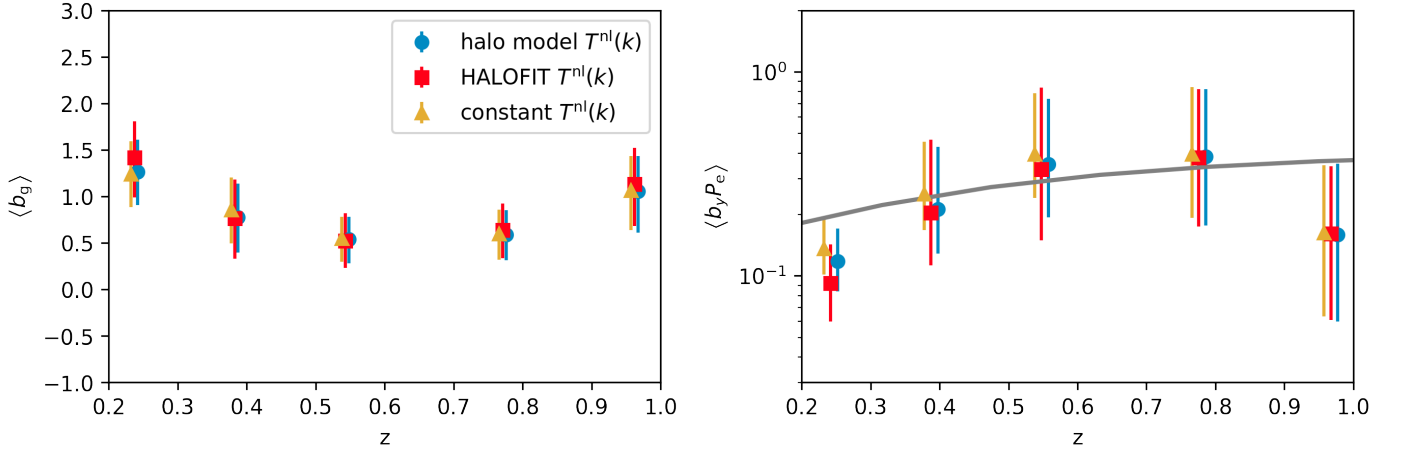 3.0
2.5
2.0
1.5
1.0
0.5
0.0
−0.5
−1.0
⟨b_g⟩
halo model T^nl(k)
HALOFIT T^nl(k)
constant T^nl(k)
0.2 0.3 0.4 0.5 0.6 0.7 0.8 0.9 1.0
z
10^0
10^−1
⟨b_yP_e⟩
0.2 0.3 0.4 0.5 0.6 0.7 0.8 0.9 1.0
z